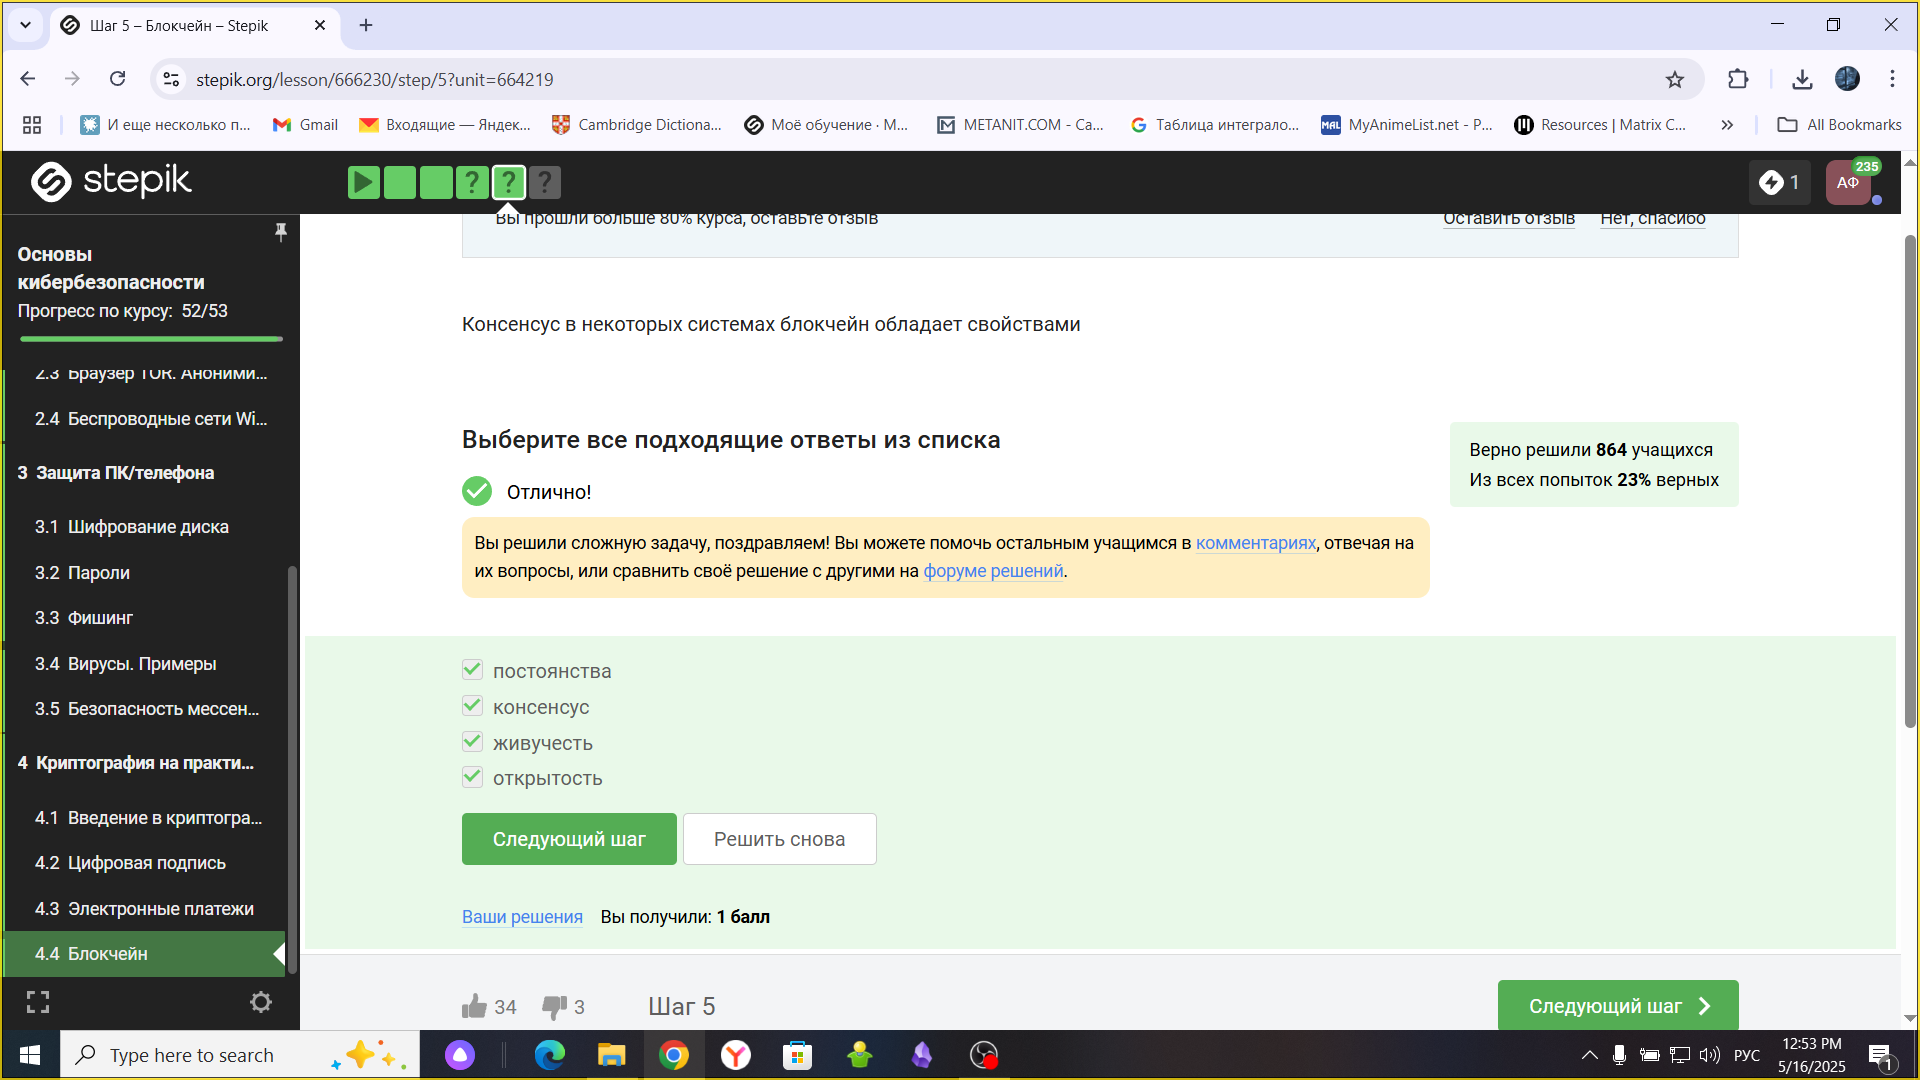 Шаг 5 – Блокчейн – Stepik
stepik.org/lesson/666230/step/5?unit=664219
И еще несколько п...
Gmail
Входящие — Яндек...
Cambridge Dictiona...
Моё обучение · М...
METANIT.COM - Са...
Таблица интеграло...
MAL
MyAnimeList.net - P...
Resources | Matrix C...
All Bookmarks
stepik
?
?
?
1
АФ
235
Основы
кибербезопасности
Прогресс по курсу: 52/53
2.3 Браузер TOR. Аноними...
2.4 Беспроводные сети Wi...
3 Защита ПК/телефона
3.1 Шифрование диска
3.2 Пароли
3.3 Фишинг
3.4 Вирусы. Примеры
3.5 Безопасность мессен...
4 Криптография на практи...
4.1 Введение в криптогра...
4.2 Цифровая подпись
4.3 Электронные платежи
4.4 Блокчейн
Вы прошли больше 80% курса, оставьте отзыв
Оставить отзыв
Нет, спасибо
Консенсус в некоторых системах блокчейн обладает свойствами
Выберите все подходящие ответы из списка
Верно решили 864 учащихся
Из всех попыток 23% верных
Отлично!
Вы решили сложную задачу, поздравляем! Вы можете помочь остальным учащимся в комментариях, отвечая на
их вопросы, или сравнить своё решение с другими на форуме решений.
постоянства
консенсус
живучесть
открытость
Следующий шаг
Решить снова
Ваши решения
Вы получили: 1 балл
34
3
Шаг 5
Следующий шаг
Type here to search
РУС
12:53 PM
5/16/2025
1